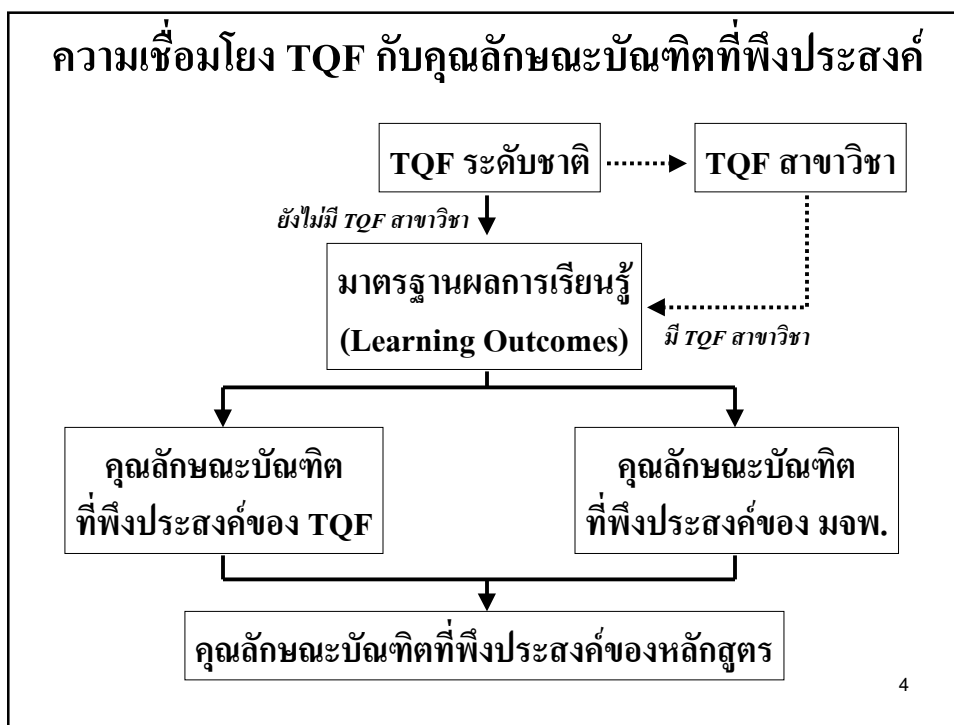 ความเชื่อมโยง TQF กับคุณลักษณะบัณฑิตที่พึงประสงค์
TQF ระดับชาติ
TQF สาขาวิชา
ยังไม่มี TQF สาขาวิชา
มาตรฐานผลการเรียนรู้
(Learning Outcomes)
มี TQF สาขาวิชา
คุณลักษณะบัณฑิต
ที่พึงประสงค์ของ TQF
คุณลักษณะบัณฑิต
ที่พึงประสงค์ของ มจพ.
คุณลักษณะบัณฑิตที่พึงประสงค์ของหลักสูตร
4